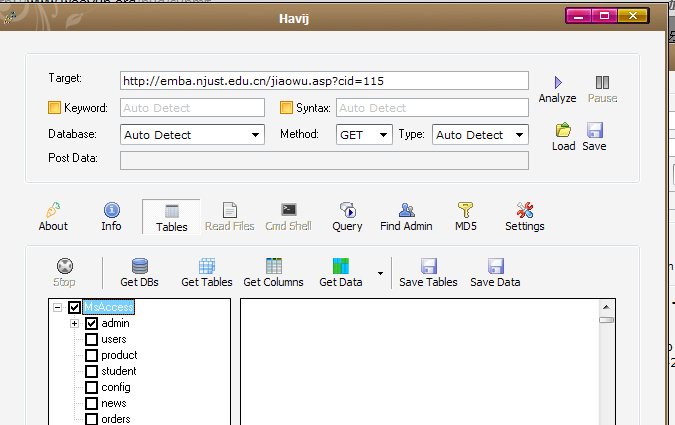 Havij
Target: http://emba.njust.edu.cn/jiaowu.asp?cid=115
Analyze Pause
Keyword: Auto Detect Syntax: Auto Detect
Database: Auto Detect Method: GET Type: Auto Detect
Load Save
Post Data:
About Info Tables Read Files Cmd Shell Query Find Admin MD5 Settings
Stop Get DBs Get Tables Get Columns Get Data Save Tables Save Data
MsAccess
admin
users
product
student
config
news
orders